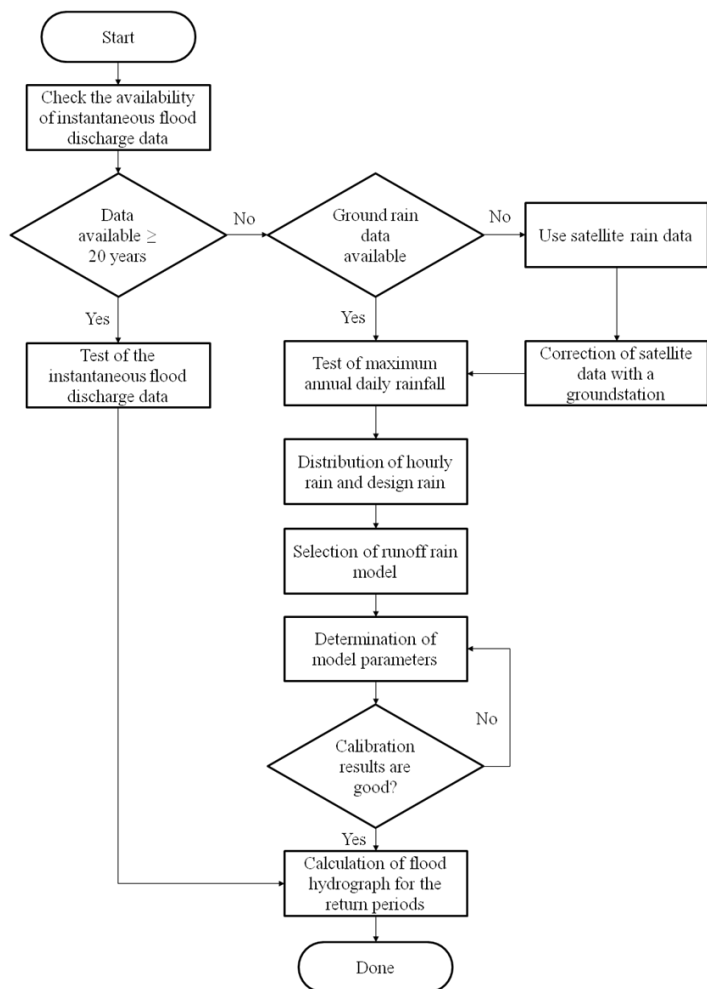 Start
Check the availability
of instantaneous flood
discharge data
Data
available ≥
20 years
No
Ground rain
data
available
No
Use satellite rain data
Yes
Yes
Test of the
instantaneous flood
discharge data
Test of maximum
annual daily rainfall
Correction of satellite
data with a
groundstation
Distribution of hourly
rain and design rain
Selection of runoff rain
model
Determination of
model parameters
No
Calibration
results are
good?
Yes
Calculation of flood
hydrograph for the
return periods
Done